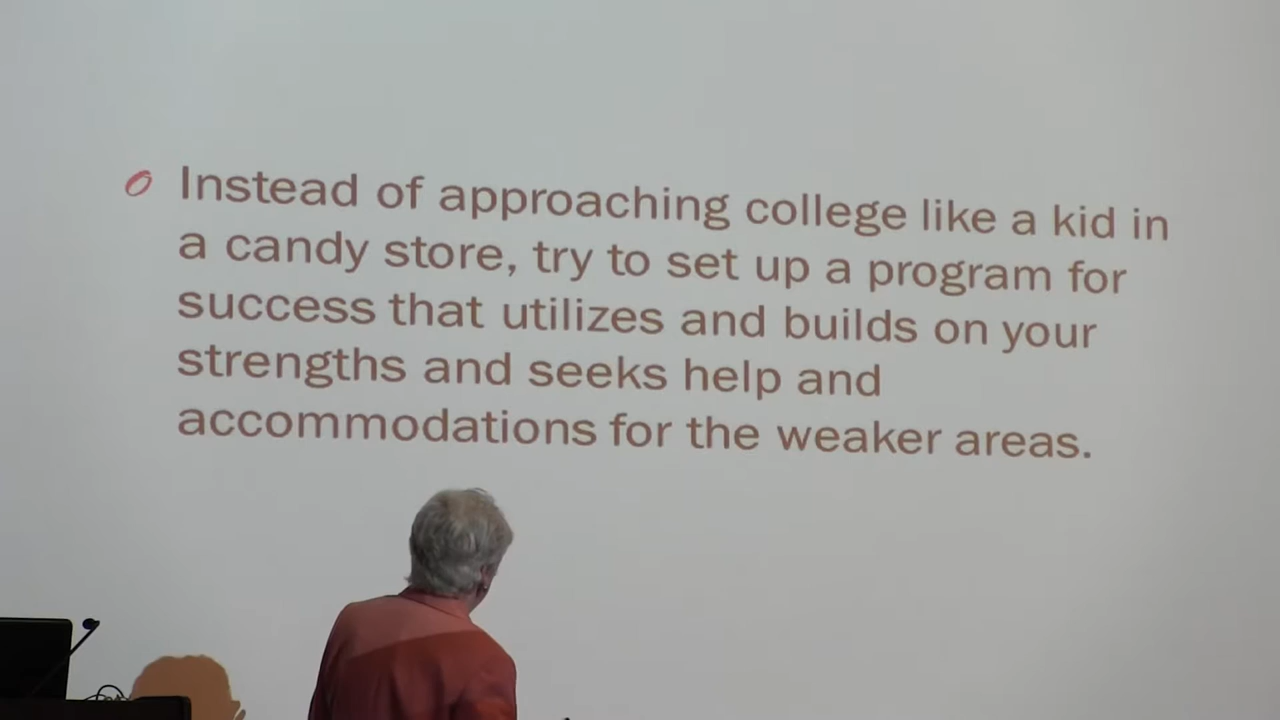 Instead of approaching college like a kid in
a candy store, try to set up a program for
success that utilizes and builds on your
strengths and seeks help and
accommodations for the weaker areas.